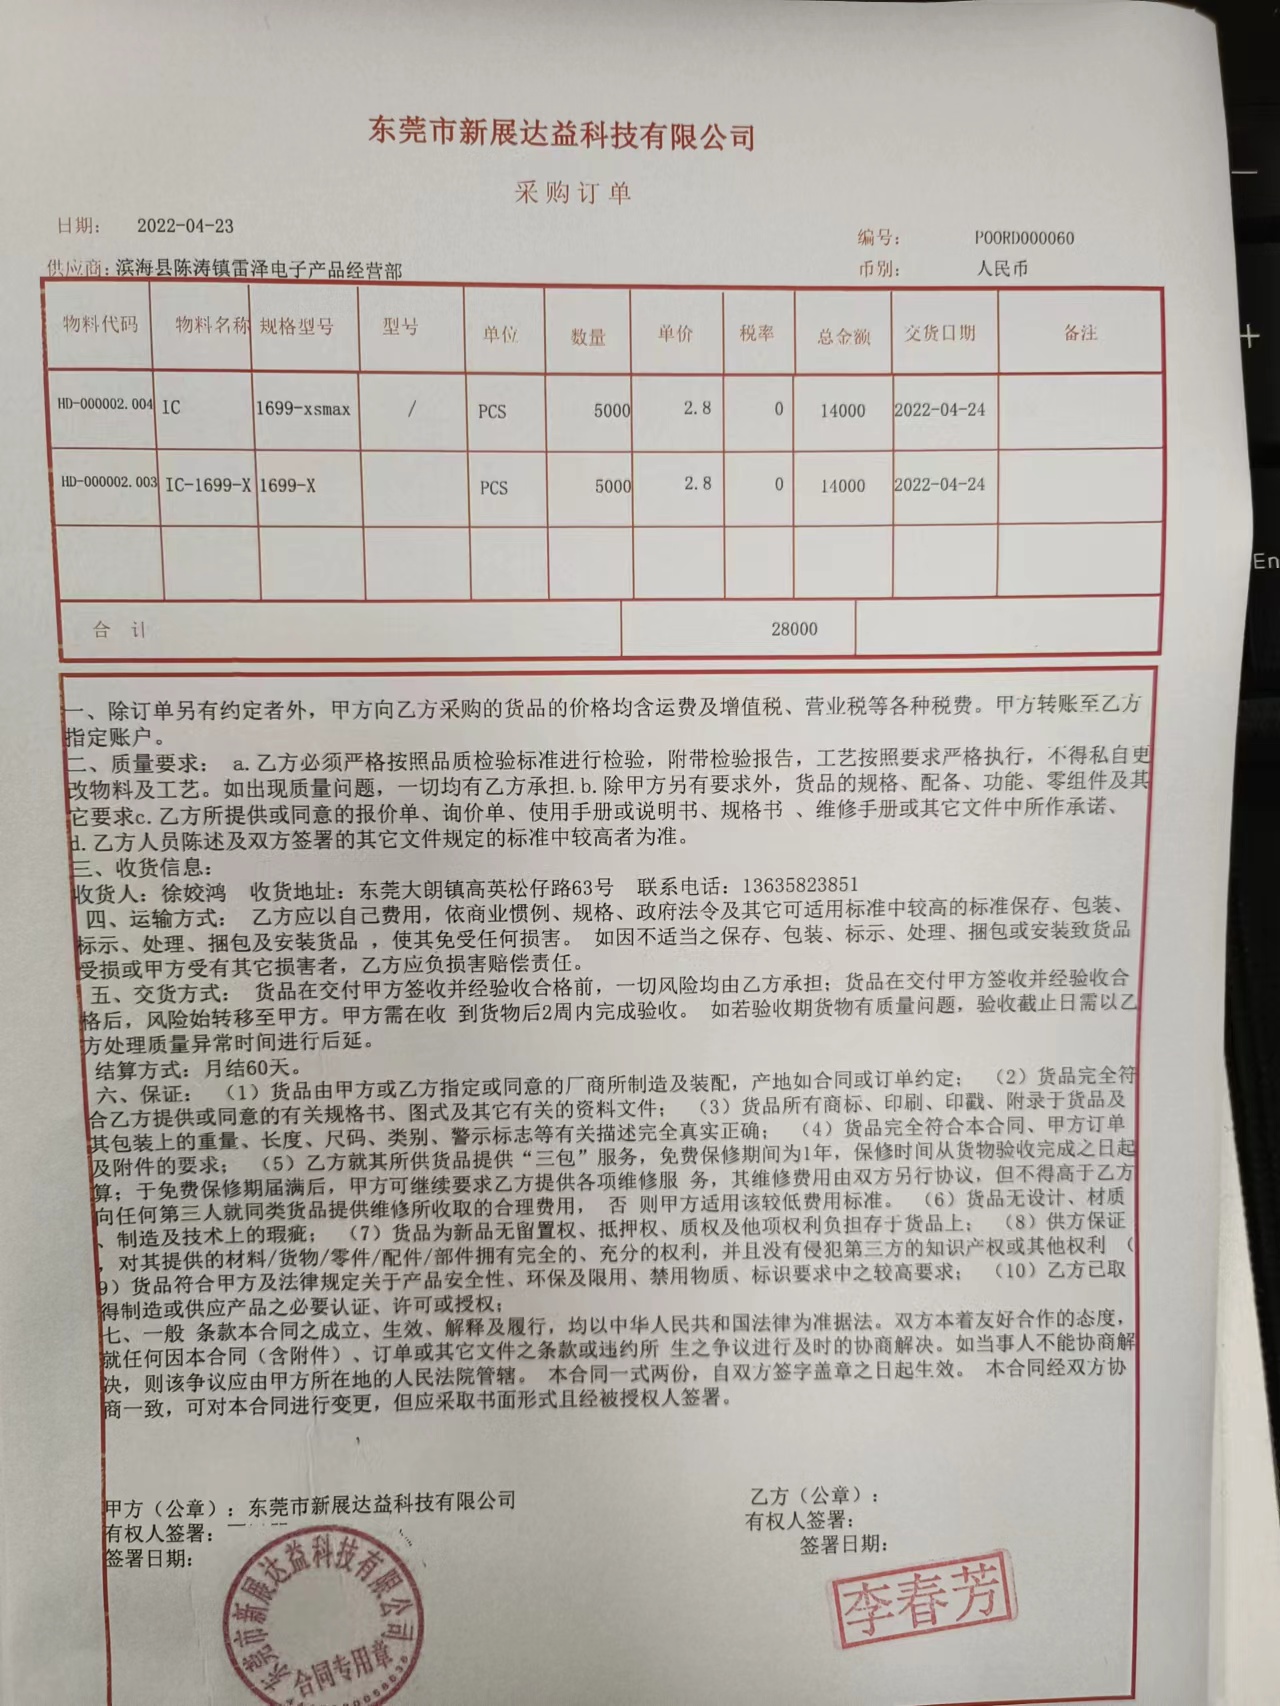 东莞市新展达益科技有限公司
采购订单
日期： 2022-04-23
编号： POORD000060
供应商：滨海县陈涛镇雷泽电子产品经营部
币别： 人民币
物料代码 物料名称 规格型号 型号 单位 数量 单价 税率 总金额 交货日期 备注
HD-000002.004 IC 1699-xsmax / PCS 5000 2.8 0 14000 2022-04-24
HD-000002.003 IC-1699-X 1699-X PCS 5000 2.8 0 14000 2022-04-24
合 计 28000
一、除订单另有约定者外，甲方向乙方采购的货品的价格均含运费及增值税、营业税等各种税费。甲方转账至乙方
指定账户。
二、质量要求： a.乙方必须严格按照品质检验标准进行检验，附带检验报告，工艺按照要求严格执行，不得私自更
改物料及工艺。如出现质量问题，一切均有乙方承担.b.除甲方另有要求外，货品的规格、配备、功能、零组件及其
它要求c.乙方所提供或同意的报价单、询价单、使用手册或说明书、规格书 、维修手册或其它文件中所作承诺、
d.乙方人员陈述及双方签署的其它文件规定的标准中较高者为准。
三、收货信息：
收货人：徐姣鸿 收货地址：东莞大朗镇高英松仔路63号 联系电话：13635823851
四、运输方式： 乙方应以自己费用，依商业惯例、规格、政府法令及其它可适用标准中较高的标准保存、包装、
标示、处理、捆包及安装货品 ，使其免受任何损害。 如因不适当之保存、包装、标示、处理、捆包或安装致货品
受损或甲方受有其它损害者，乙方应负损害赔偿责任。
五、交货方式： 货品在交付甲方签收并经验收合格前，一切风险均由乙方承担；货品在交付甲方签收并经验收合
格后，风险始转移至甲方。甲方需在收 到货物后2周内完成验收。 如若验收期货物有质量问题，验收截止日需以乙
方处理质量异常时间进行后延。
结算方式：月结60天。
六、保证： （1）货品由甲方或乙方指定或同意的厂商所制造及装配，产地如合同或订单约定； （2）货品完全符
合乙方提供或同意的有关规格书、图式及其它有关的资料文件； （3）货品所有商标、印刷、印戳、附录于货品及
其包装上的重量、长度、尺码、类别、警示标志等有关描述完全真实正确； （4）货品完全符合本合同、甲方订单
及附件的要求； （5）乙方就其所供货品提供“三包”服务，免费保修期间为1年，保修时间从货物验收完成之日起
算；于免费保修期届满后，甲方可继续要求乙方提供各项维修服 务，其维修费用由双方另行协议，但不得高于乙方
向任何第三人就同类货品提供维修所收取的合理费用， 否 则甲方适用该较低费用标准。 （6）货品无设计、材质
、制造及技术上的瑕疵； （7）货品为新品无留置权、抵押权、质权及他项权利负担存于货品上； （8）供方保证
，对其提供的材料/货物/零件/配件/部件拥有完全的、充分的权利，并且没有侵犯第三方的知识产权或其他权利 （
9）货品符合甲方及法律规定关于产品安全性、环保及限用、禁用物质、标识要求中之较高要求； （10）乙方已取
得制造或供应产品之必要认证、许可或授权；
七、一般 条款本合同之成立、生效、解释及履行，均以中华人民共和国法律为准据法。双方本着友好合作的态度，
就任何因本合同（含附件）、订单或其它文件之条款或违约所 生之争议进行及时的协商解决。如当事人不能协商解
决，则该争议应由甲方所在地的人民法院管辖。 本合同一式两份，自双方签字盖章之日起生效。 本合同经双方协
商一致，可对本合同进行变更，但应采取书面形式且经被授权人签署。
甲方（公章）：东莞市新展达益科技有限公司
乙方（公章）：
有权人签署：
有权人签署：
签署日期：
签署日期：
东莞市新展达益科技有限公司
合同专用章
李春芳
En